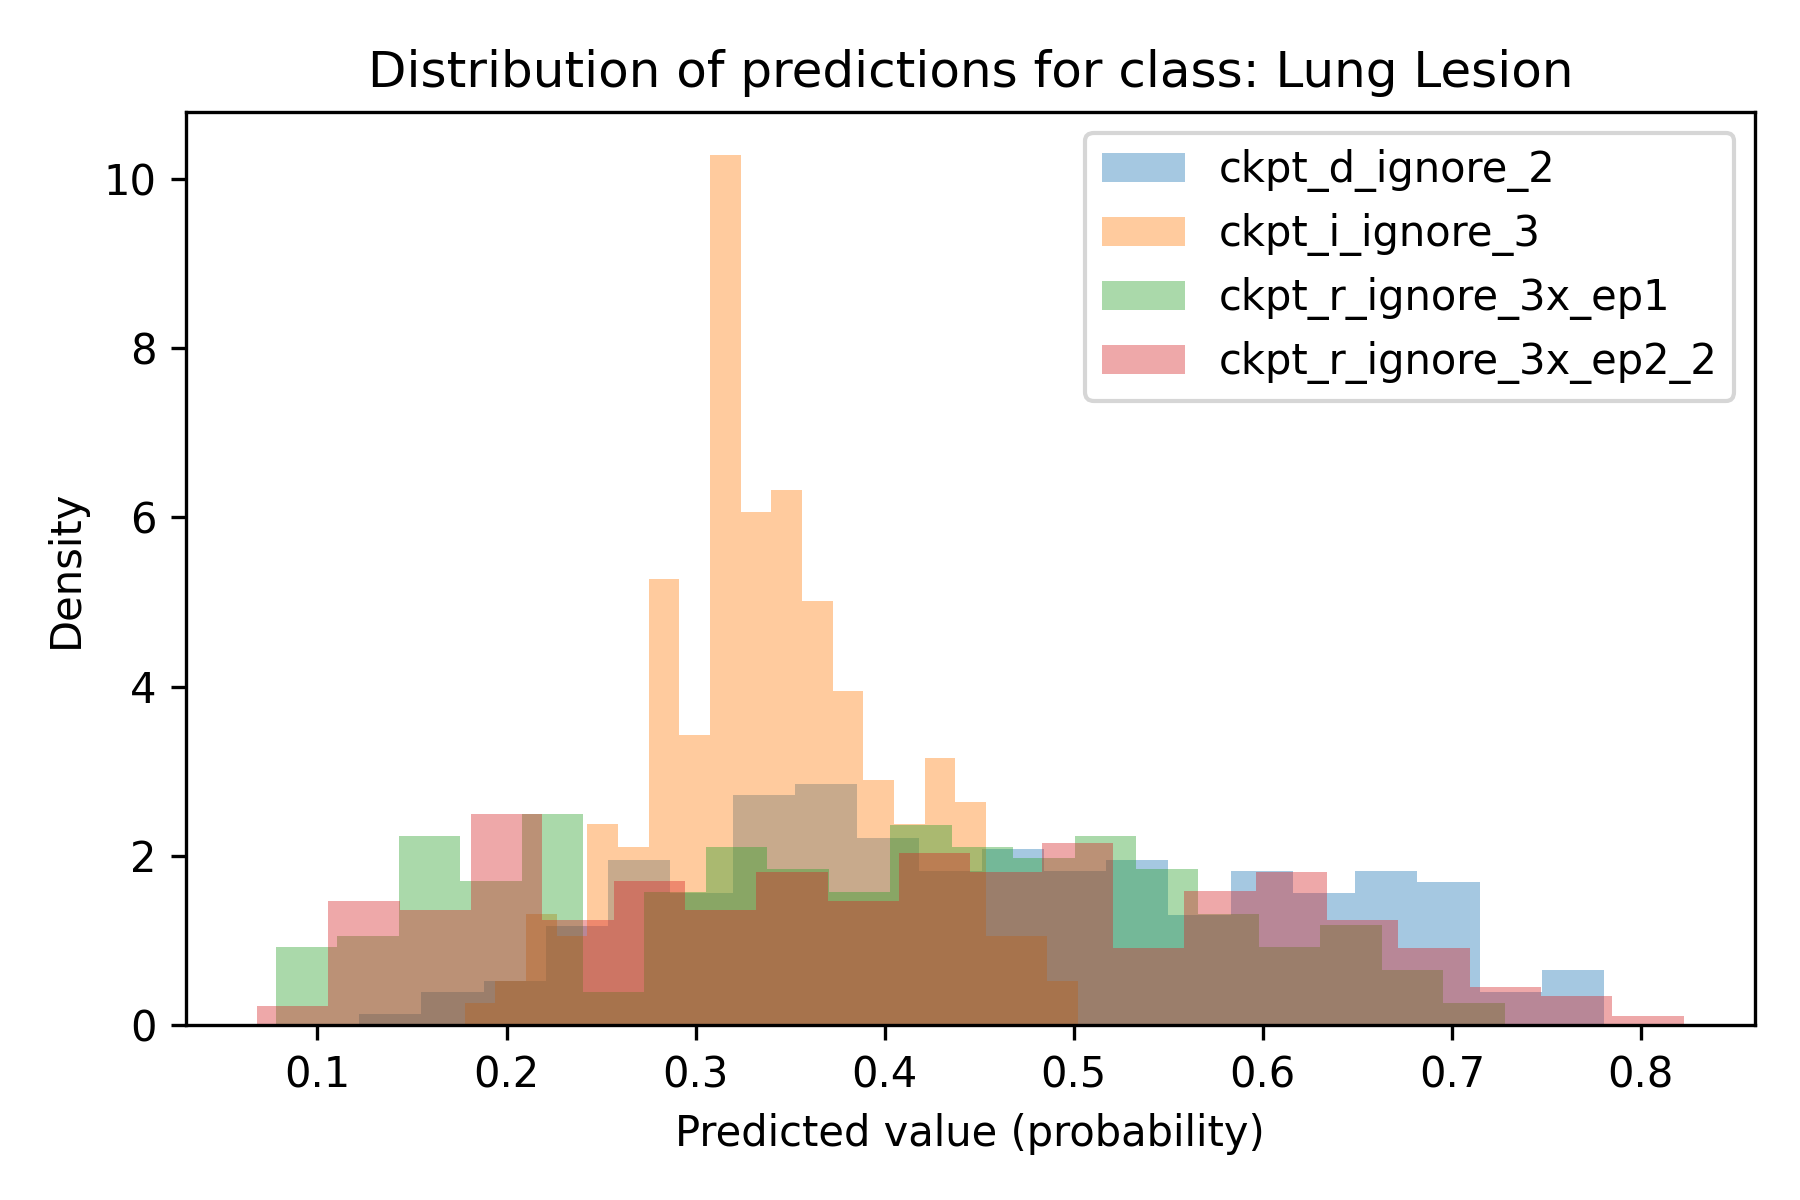 Distribution of predictions for class: Lung Lesion
ckpt_d_ignore_2
ckpt_i_ignore_3
ckpt_r_ignore_3x_ep1
ckpt_r_ignore_3x_ep2_2
10
8
6
4
2
0
Density
0.1 0.2 0.3 0.4 0.5 0.6 0.7 0.8
Predicted value (probability)